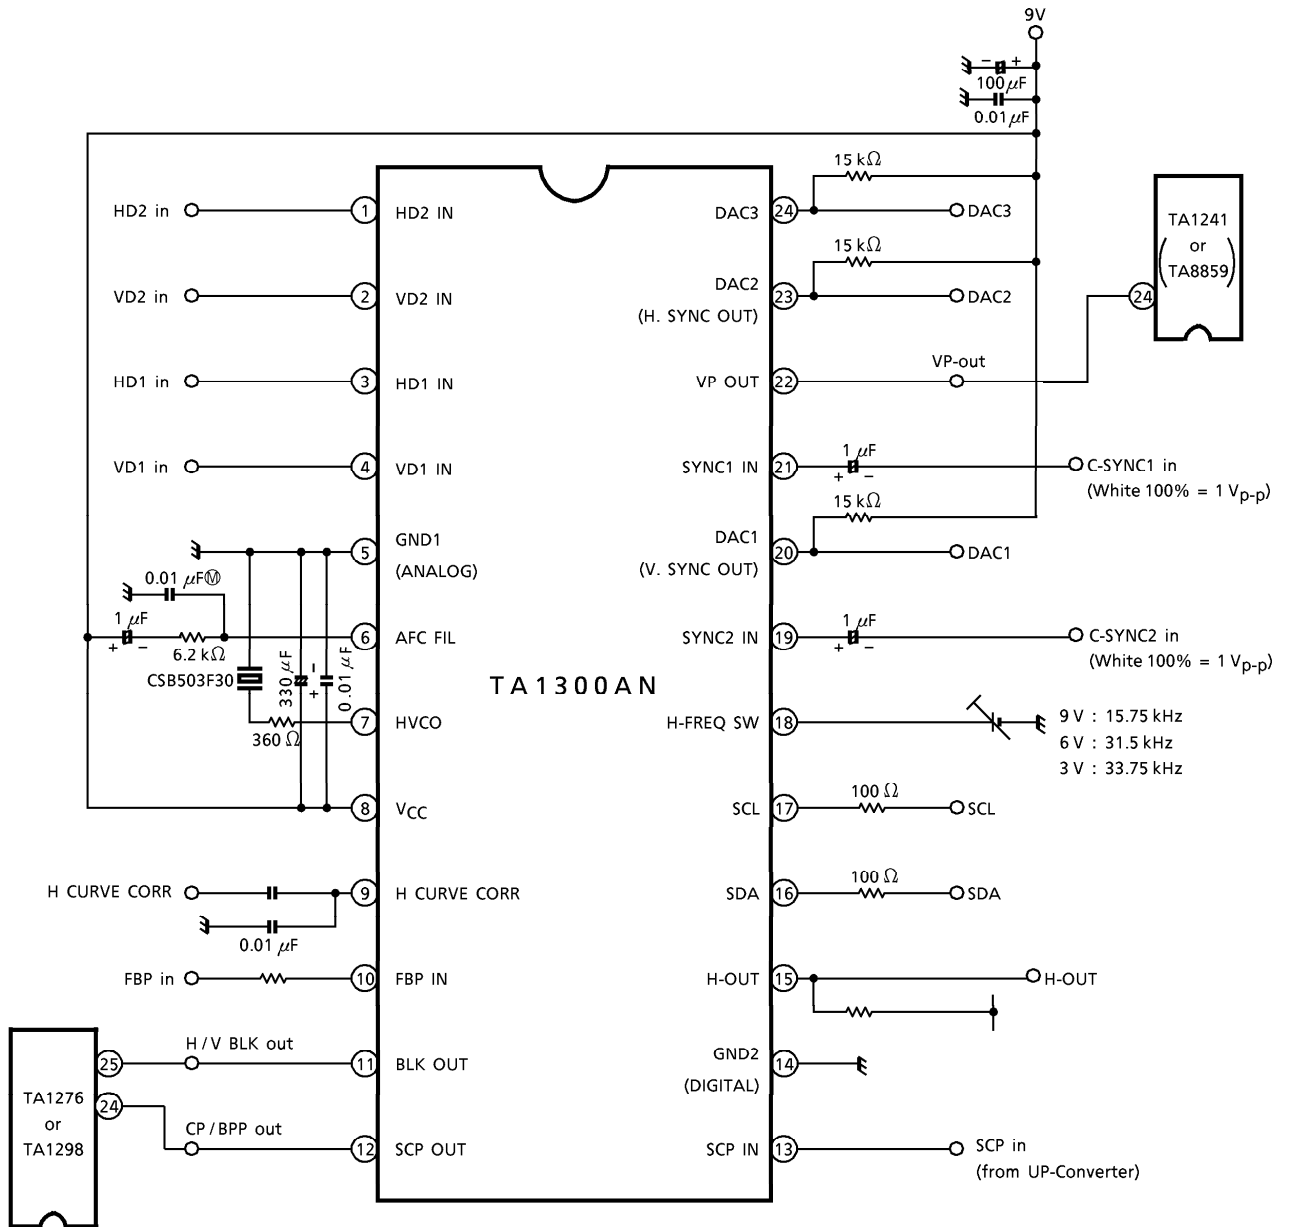 9V
− +
100 μF
0.01 μF
15 kΩ
HD2 in
1
HD2 IN
DAC3
24
DAC3
TA1241
or
(TA8859)
15 kΩ
VD2 in
2
VD2 IN
DAC2
(H. SYNC OUT)
23
DAC2
24
HD1 in
3
HD1 IN
VP OUT
22
VP-out
VD1 in
4
VD1 IN
SYNC1 IN
21
1 μF
+ −
C-SYNC1 in
(White 100% = 1 Vp-p)
15 kΩ
5
GND1
(ANALOG)
DAC1
(V. SYNC OUT)
20
DAC1
0.01 μFⓂ
1 μF
+ −
6.2 kΩ
6
AFC FIL
SYNC2 IN
19
1 μF
+ −
C-SYNC2 in
(White 100% = 1 Vp-p)
CSB503F30
330 μF
− +
0.01 μF
TA1300AN
360 Ω
7
HVCO
H-FREQ SW
18
9 V : 15.75 kHz
6 V : 31.5 kHz
3 V : 33.75 kHz
8
VCC
SCL
17
100 Ω
SCL
H CURVE CORR
9
H CURVE CORR
0.01 μF
SDA
16
100 Ω
SDA
FBP in
10
FBP IN
H-OUT
15
H-OUT
TA1276
or
TA1298
25
H/V BLK out
11
BLK OUT
GND2
(DIGITAL)
14
24
CP/BPP out
12
SCP OUT
SCP IN
13
SCP in
(from UP-Converter)